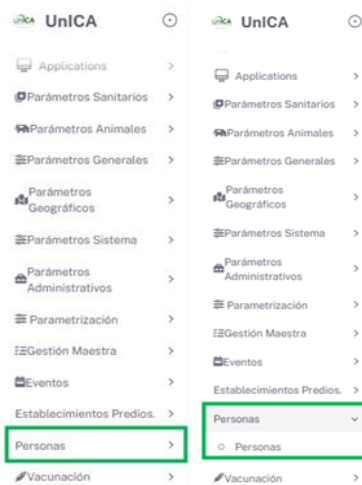 UnICA
Applications
Parámetros Sanitarios
Parámetros Animales
Parámetros Generales
Parámetros
Geográficos
Parámetros Sistema
Parámetros
Administrativos
Parametrización
Gestión Maestra
Eventos
Establecimientos Predios.
Personas
Vacunación
UnICA
Applications
Parámetros Sanitarios
Parámetros Animales
Parámetros Generales
Parámetros
Geográficos
Parámetros Sistema
Parámetros
Administrativos
Parametrización
Gestión Maestra
Eventos
Establecimientos Predios.
Personas
Personas
Vacunación